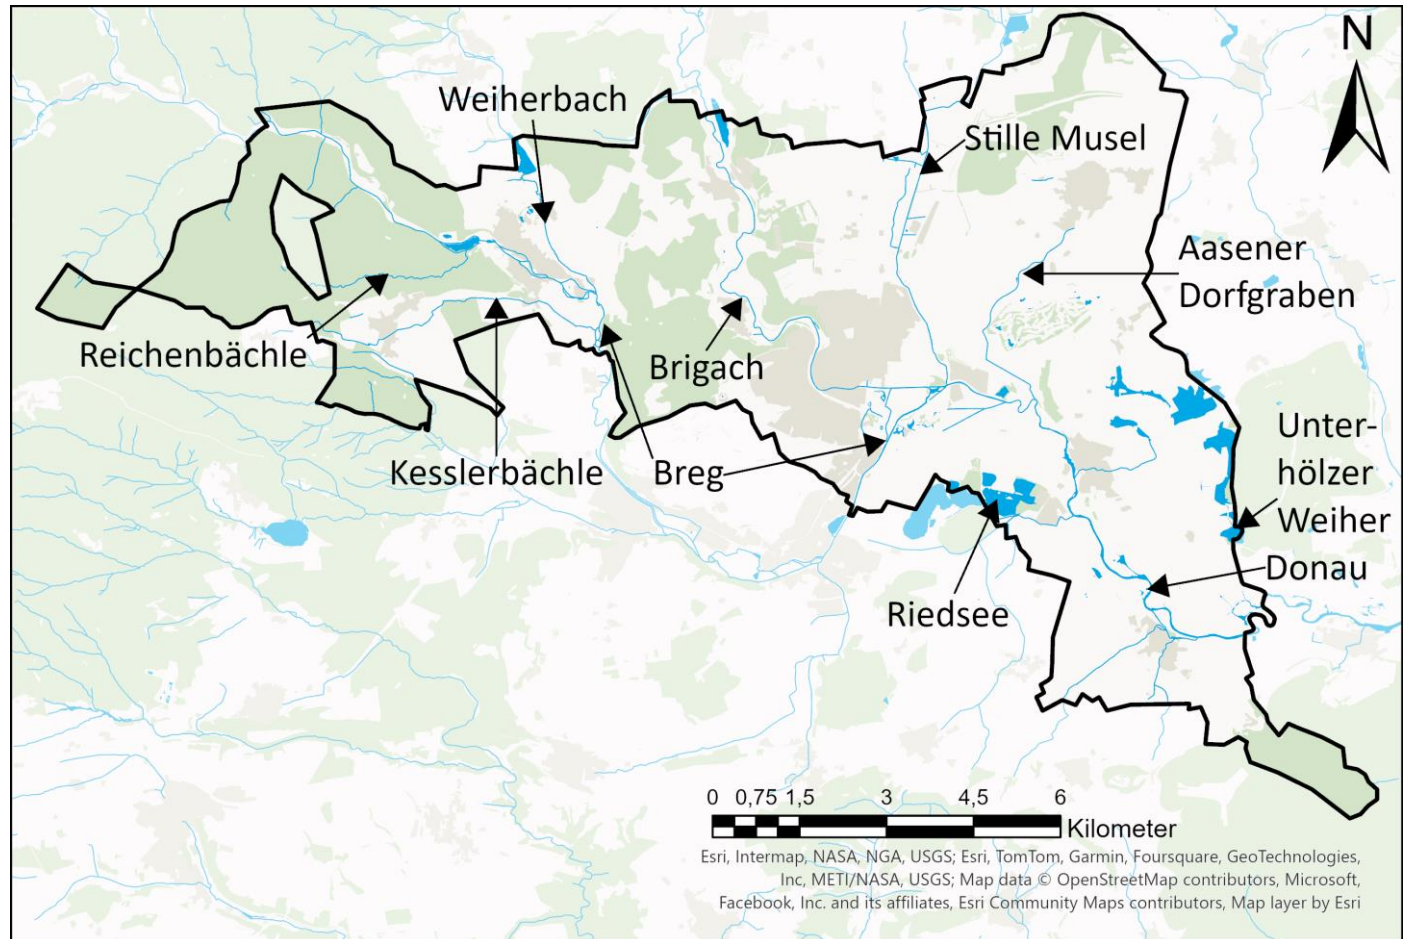 N
Weiherbach
Stille Musel
Aasener
Dorfgraben
Reichenbächle
Brigach
Kesslerbächle
Breg
Unter-
hölzer
Weiher
Donau
Riedsee
0 0,75 1,5 3 4,5 6
Kilometer
Esri, Intermap, NASA, NGA, USGS; Esri, TomTom, Garmin, Foursquare, GeoTechnologies,
Inc, METI/NASA, USGS; Map data © OpenStreetMap contributors, Microsoft,
Facebook, Inc. and its affiliates, Esri Community Maps contributors, Map layer by Esri